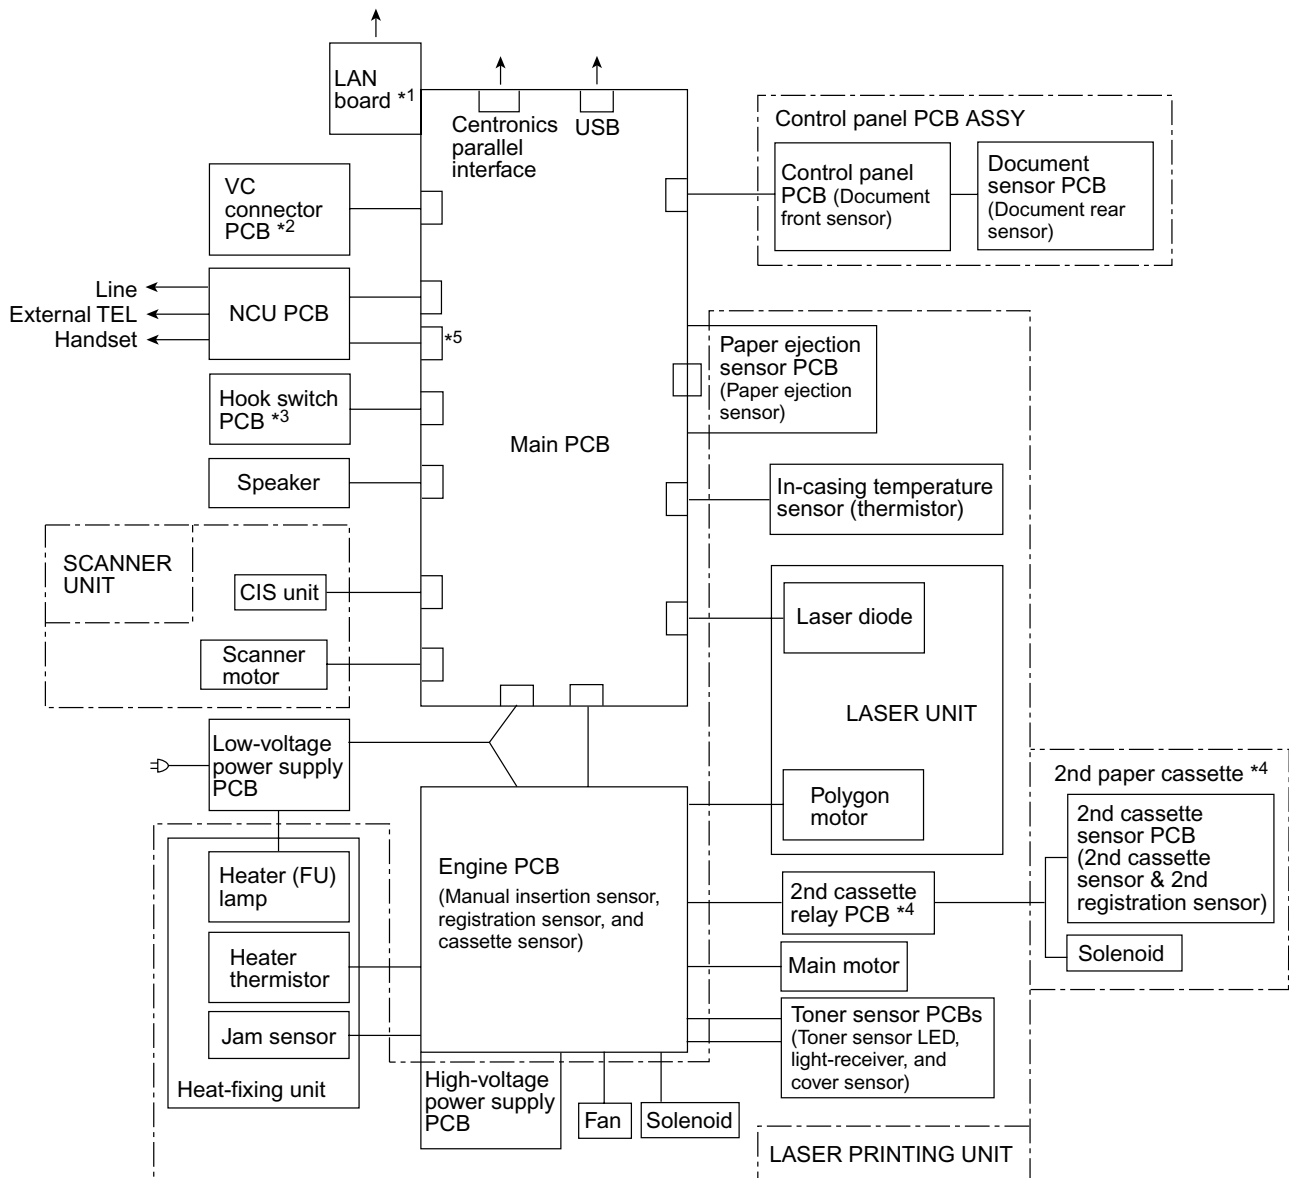 LAN
board *1
Centronics
parallel
interface
USB
Control panel PCB ASSY
Control panel
PCB (Document
front sensor)
Document
sensor PCB
(Document rear
sensor)
VC
connector
PCB *2
Line
External TEL
Handset
NCU PCB
*5
Hook switch
PCB *3
Speaker
Main PCB
Paper ejection
sensor PCB
(Paper ejection
sensor)
In-casing temperature
sensor (thermistor)
SCANNER
UNIT
CIS unit
Scanner
motor
Laser diode
LASER UNIT
Polygon
motor
Low-voltage
power supply
PCB
2nd paper cassette *4
2nd cassette
sensor PCB
(2nd cassette
sensor & 2nd
registration sensor)
Solenoid
Engine PCB
(Manual insertion sensor,
registration sensor, and
cassette sensor)
2nd cassette
relay PCB *4
Main motor
Toner sensor PCBs
(Toner sensor LED,
light-receiver, and
cover sensor)
Heater (FU)
lamp
Heater
thermistor
Jam sensor
Heat-fixing unit
High-voltage
power supply
PCB
Fan
Solenoid
LASER PRINTING UNIT